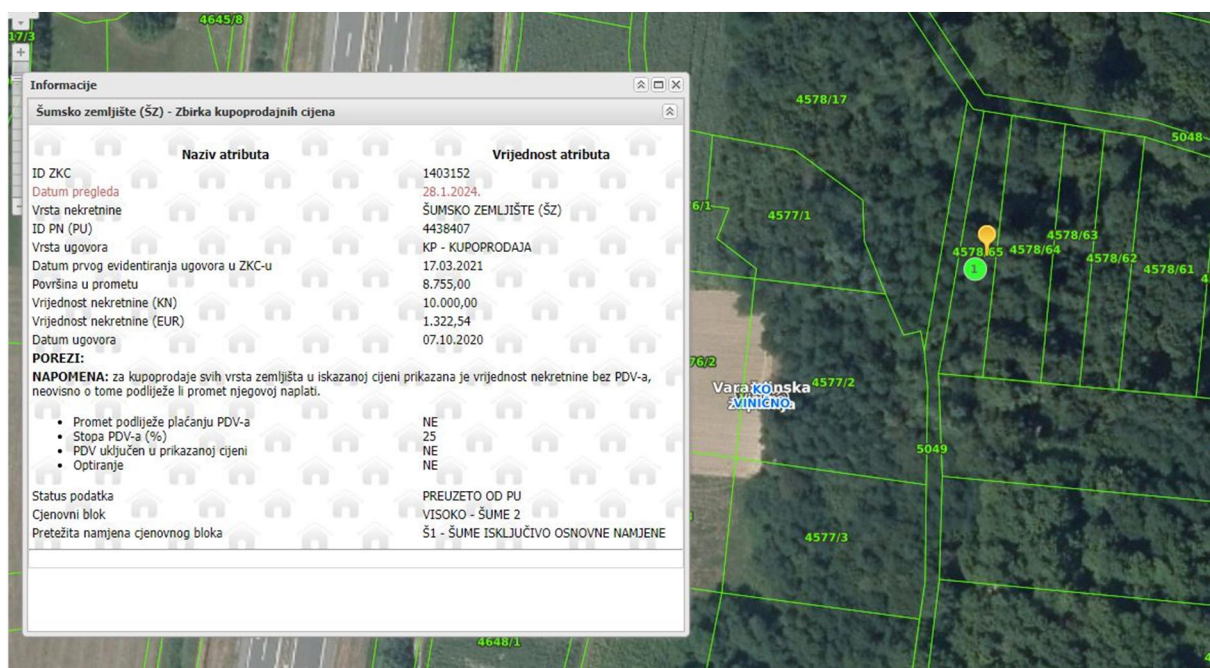 4645/8
17/3
Informacije
Šumsko zemljište (ŠZ) - Zbirka kupoprodajnih cijena
Naziv atributa Vrijednost atributa
ID ZKC 1403152
Datum pregleda 28.1.2024.
Vrsta nekretnine ŠUMSKO ZEMLJIŠTE (ŠZ)
ID PN (PU) 4438407
Vrsta ugovora KP - KUPOPRODAJA
Datum prvog evidentiranja ugovora u ZKC-u 17.03.2021
Površina u prometu 8.755,00
Vrijednost nekretnine (KN) 10.000,00
Vrijednost nekretnine (EUR) 1.322,54
Datum ugovora 07.10.2020
POREZI:
NAPOMENA: za kupoprodaje svih vrsta zemljišta u iskazanoj cijeni prikazana je vrijednost nekretnine bez PDV-a,
neovisno o tome podliježe li promet njegovoj naplati.
• Promet podliježe plaćanju PDV-a NE
• Stopa PDV-a (%) 25
• PDV uključen u prikazanoj cijeni NE
• Optiranje NE
Status podatka PREUZETO OD PU
Cjenovni blok VISOKO - ŠUME 2
Pretežita namjena cjenovnog bloka Š1 - ŠUME ISKLJUČIVO OSNOVNE NAMJENE
4578/17
5048
6/1
4577/1
4578/63
4578/65
4578/64
4578/62
4578/61
1
76/2
4577/2
KO
VINIČNO
5049
4577/3
4648/1